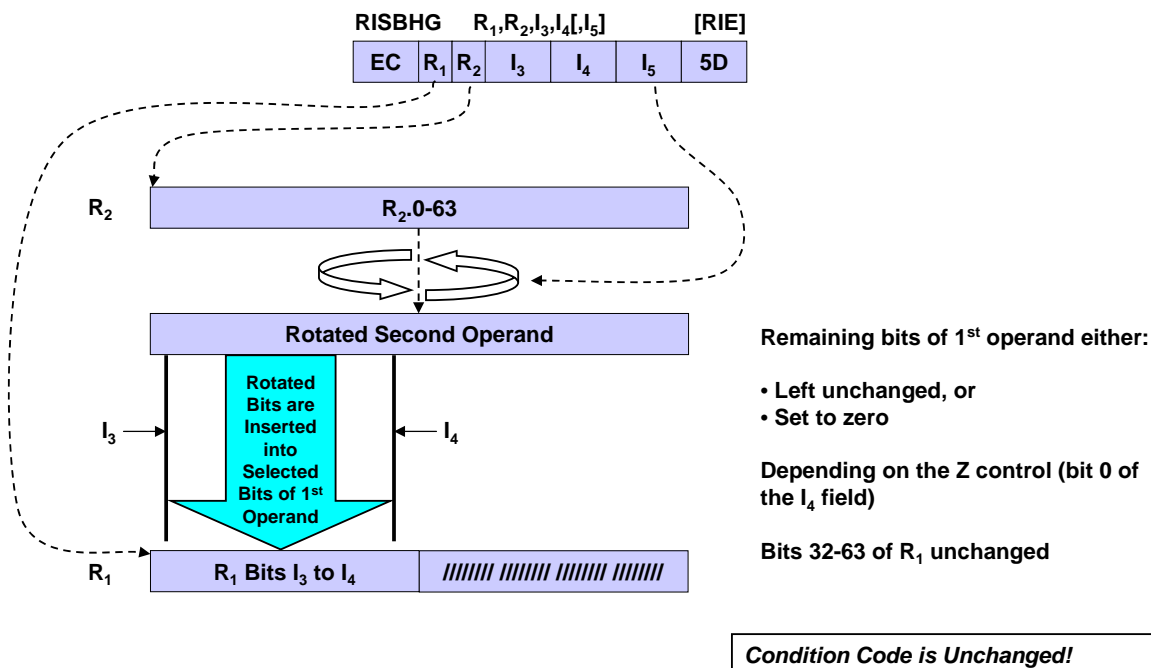 RISBHG R₁,R₂,I₃,I₄[,I₅] [RIE]
EC R₁ R₂ I₃ I₄ I₅ 5D
R₂
R₂.0-63
Rotated Second Operand
Rotated
Bits are
Inserted
into
Selected
Bits of 1st
Operand
I₃
I₄
R₁
R₁ Bits I₃ to I₄
//////// //////// //////// ////////
Remaining bits of 1st operand either:
• Left unchanged, or
• Set to zero
Depending on the Z control (bit 0 of
the I₄ field)
Bits 32-63 of R₁ unchanged
Condition Code is Unchanged!